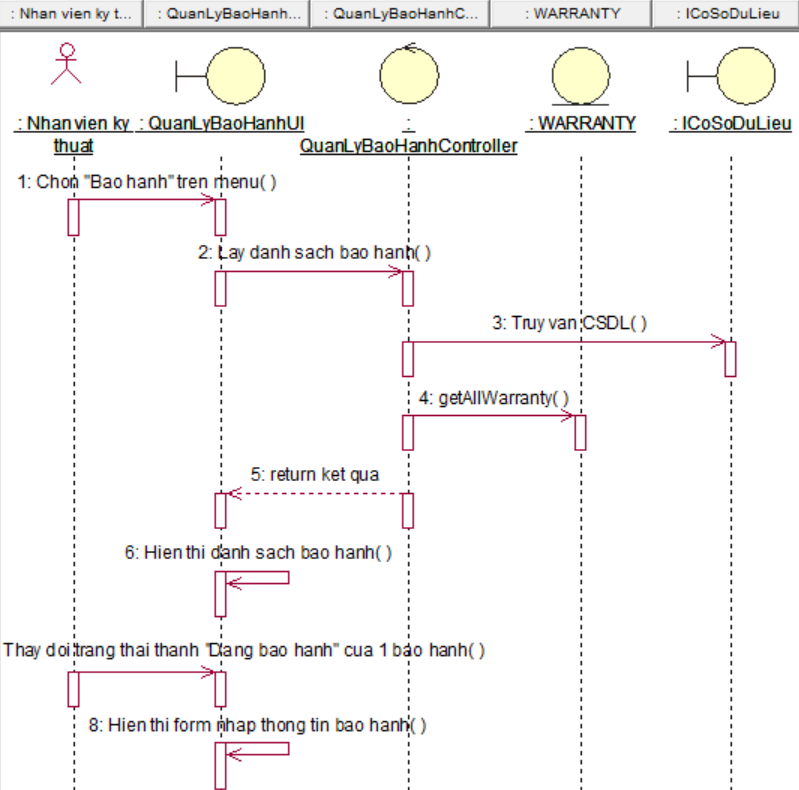 : Nhan vien ky t...
: QuanLyBaoHanh...
: QuanLyBaoHanhC...
: WARRANTY
: ICoSoDuLieu
: Nhan vien ky
thuat
: QuanLyBaoHanhUI
:
QuanLyBaoHanhController
: WARRANTY
: ICoSoDuLieu
1: Chon "Bao hanh" tren menu( )
2: Lay danh sach bao hanh( )
3: Truy van CSDL( )
4: getAllWarranty( )
5: return ket qua
6: Hien thi danh sach bao hanh( )
Thay doi trang thai thanh "Dang bao hanh" cua 1 bao hanh( )
8: Hien thi form nhap thong tin bao hanh( )